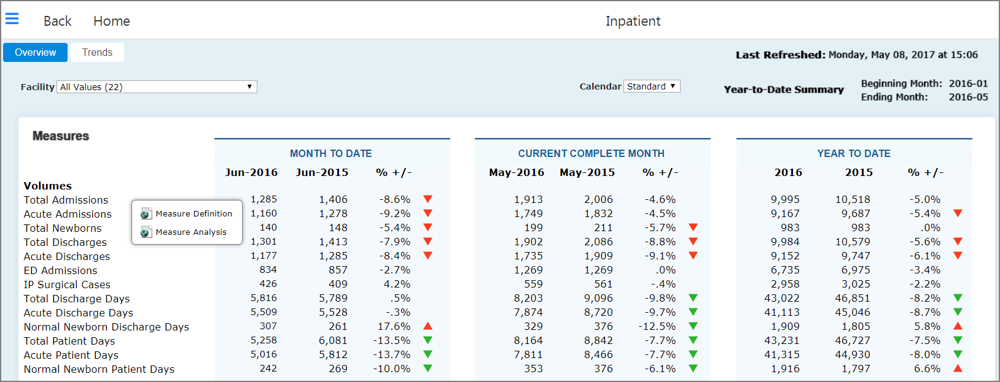 Back Home Inpatient
Overview Trends
Last Refreshed: Monday, May 08, 2017 at 15:06
Facility All Values (22) Calendar Standard Year-to-Date Summary Beginning Month: 2016-01
Ending Month: 2016-05
Measures
MONTH TO DATE CURRENT COMPLETE MONTH YEAR TO DATE
Jun-2016 Jun-2015 % +/- May-2016 May-2015 % +/- 2016 2015 % +/-
Volumes
Total Admissions 1,285 1,406 -8.6% 1,913 2,006 -4.6% 9,995 10,518 -5.0%
Acute Admissions 1,160 1,278 -9.2% 1,749 1,832 -4.5% 9,167 9,687 -5.4%
Total Newborns 140 148 -5.4% 199 211 -5.7% 983 983 .0%
Total Discharges 1,301 1,413 -7.9% 1,902 2,086 -8.8% 9,984 10,579 -5.6%
Acute Discharges 1,177 1,285 -8.4% 1,735 1,909 -9.1% 9,152 9,747 -6.1%
ED Admissions 834 857 -2.7% 1,269 1,269 .0% 6,735 6,975 -3.4%
IP Surgical Cases 426 409 4.2% 559 561 -.4% 2,958 3,025 -2.2%
Total Discharge Days 5,816 5,789 .5% 8,203 9,096 -9.8% 43,022 46,851 -8.2%
Acute Discharge Days 5,509 5,528 -.3% 7,874 8,720 -9.7% 41,113 45,046 -8.7%
Normal Newborn Discharge Days 307 261 17.6% 329 376 -12.5% 1,909 1,805 5.8%
Total Patient Days 5,258 6,081 -13.5% 8,164 8,842 -7.7% 43,231 46,727 -7.5%
Acute Patient Days 5,016 5,812 -13.7% 7,811 8,466 -7.7% 41,315 44,930 -8.0%
Normal Newborn Patient Days 242 269 -10.0% 353 376 -6.1% 1,916 1,797 6.6%
Measure Definition
Measure Analysis